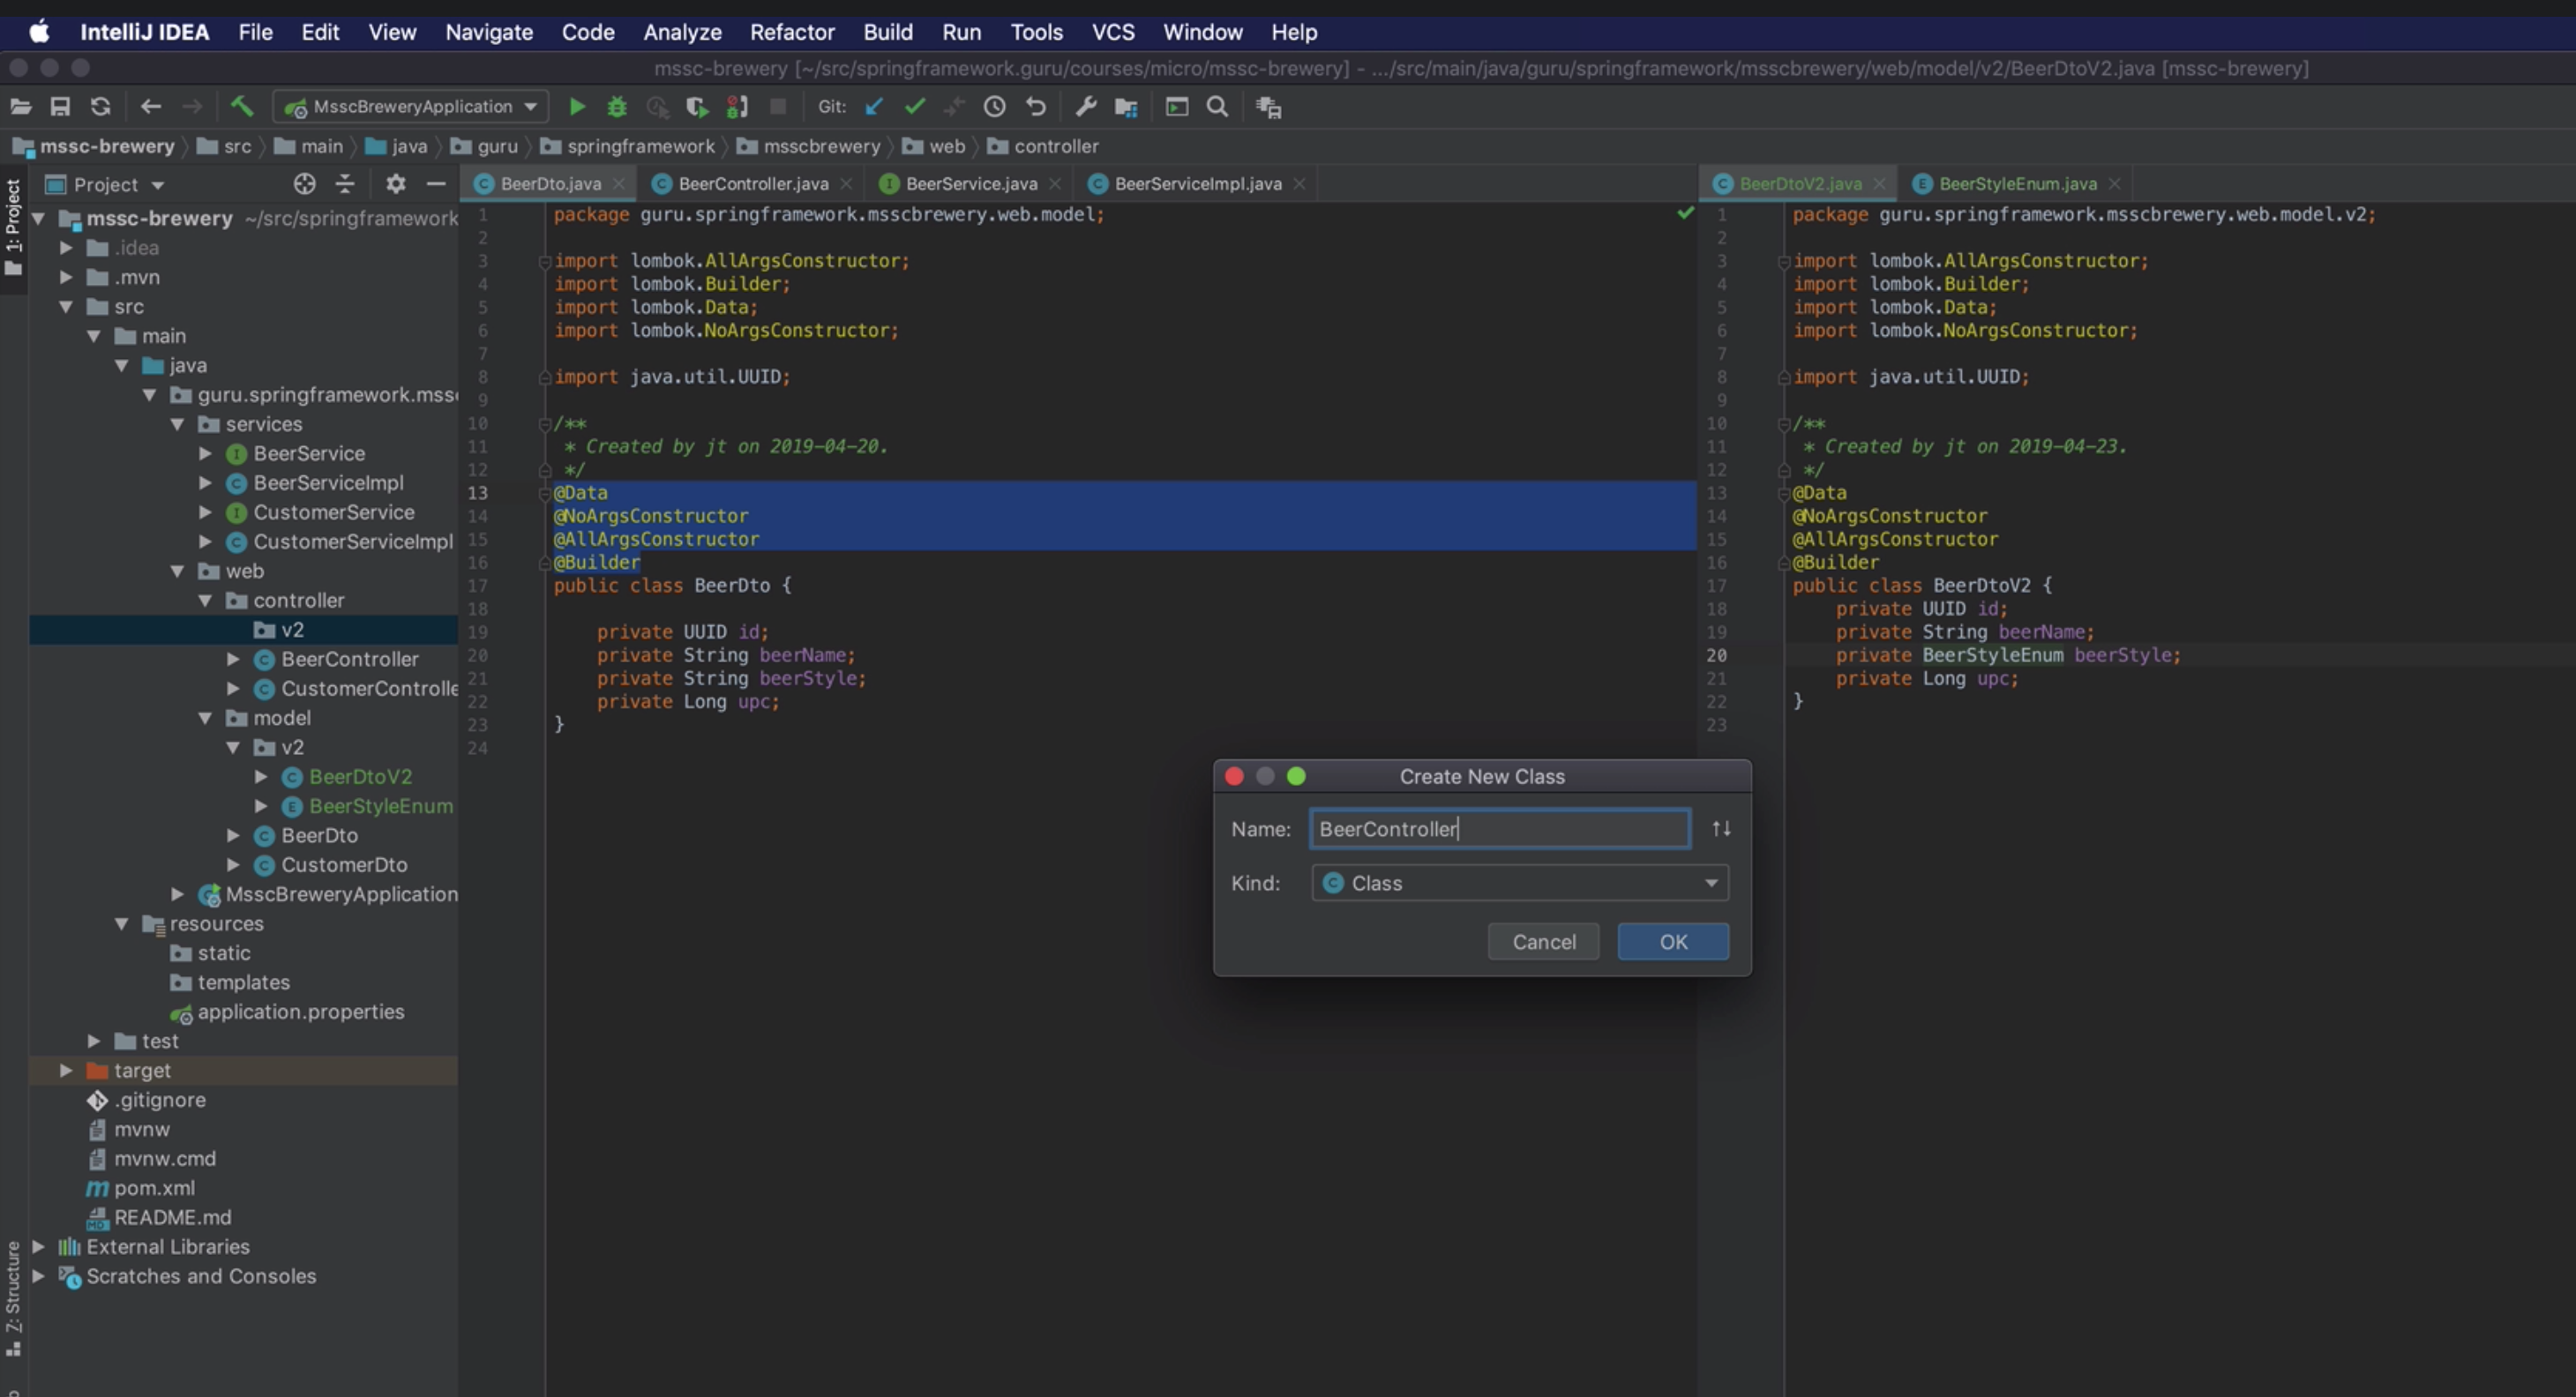 IntelliJ IDEA File Edit View Navigate Code Analyze Refactor Build Run Tools VCS Window Help
mssc-brewery [~/src/springframework.guru/courses/micro/mssc-brewery] - .../src/main/java/guru/springframework/msscbrewery/web/model/v2/BeerDtoV2.java [mssc-brewery]
MsscBreweryApplication Git:
mssc-brewery src main java guru springframework msscbrewery web controller
1: Project
Z: Structure
Project
mssc-brewery ~/src/springframework
.idea
.mvn
src
main
java
guru.springframework.mss
services
BeerService
BeerServiceImpl
CustomerService
CustomerServiceImpl
web
controller
v2
BeerController
CustomerControlle
model
v2
BeerDtoV2
BeerStyleEnum
BeerDto
CustomerDto
MsscBreweryApplication
resources
static
templates
application.properties
test
target
.gitignore
mvnw
mvnw.cmd
pom.xml
README.md
External Libraries
Scratches and Consoles
BeerDto.java BeerController.java BeerService.java BeerServiceImpl.java
1 package guru.springframework.msscbrewery.web.model;
2
3 import lombok.AllArgsConstructor;
4 import lombok.Builder;
5 import lombok.Data;
6 import lombok.NoArgsConstructor;
7
8 import java.util.UUID;
9
10 /**
11 * Created by jt on 2019-04-20.
12 */
13 @Data
14 @NoArgsConstructor
15 @AllArgsConstructor
16 @Builder
17 public class BeerDto {
18
19 private UUID id;
20 private String beerName;
21 private String beerStyle;
22 private Long upc;
23 }
24
BeerDtoV2.java BeerStyleEnum.java
1 package guru.springframework.msscbrewery.web.model.v2;
2
3 import lombok.AllArgsConstructor;
4 import lombok.Builder;
5 import lombok.Data;
6 import lombok.NoArgsConstructor;
7
8 import java.util.UUID;
9
10 /**
11 * Created by jt on 2019-04-23.
12 */
13 @Data
14 @NoArgsConstructor
15 @AllArgsConstructor
16 @Builder
17 public class BeerDtoV2 {
18 private UUID id;
19 private String beerName;
20 private BeerStyleEnum beerStyle;
21 private Long upc;
22 }
23
Create New Class
Name: BeerController
Kind: Class
Cancel OK